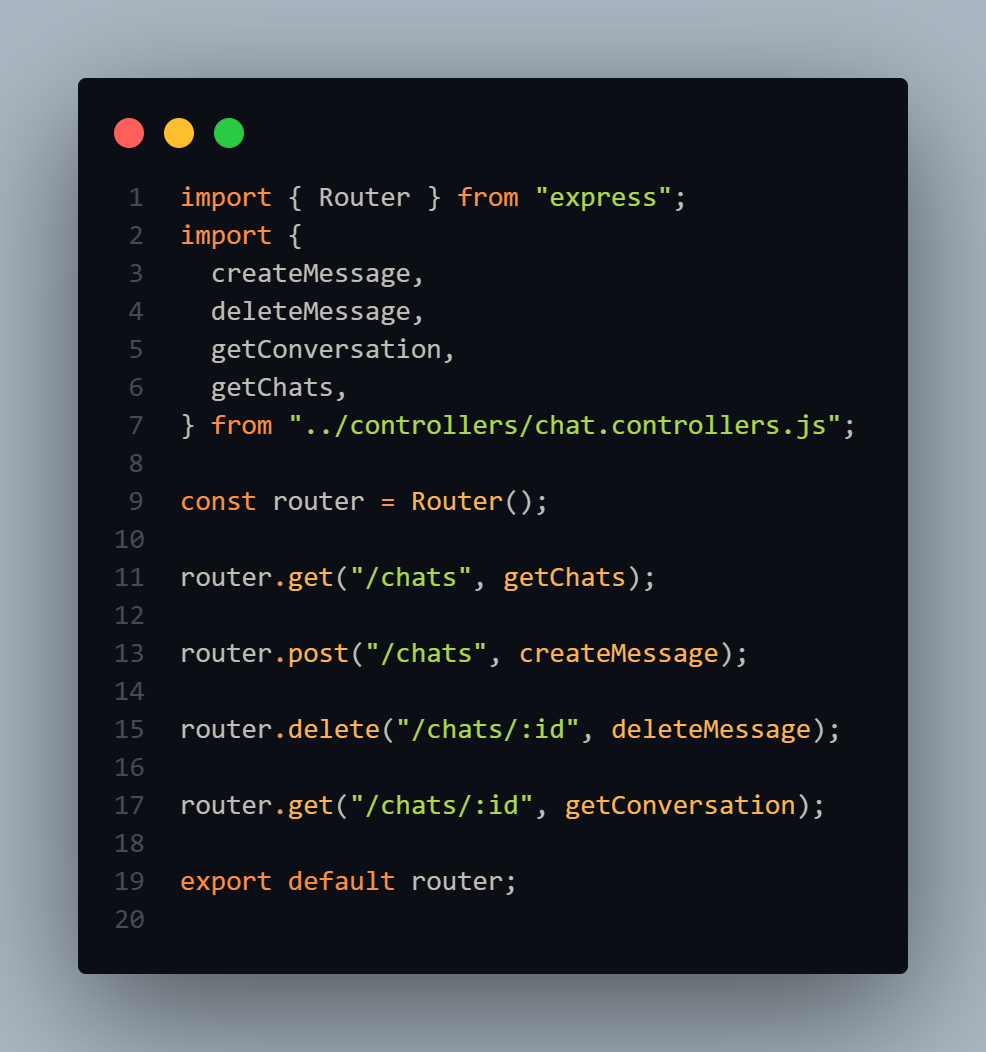 1 import { Router } from "express";
2 import {
3   createMessage,
4   deleteMessage,
5   getConversation,
6   getChats,
7 } from "../controllers/chat.controllers.js";
8
9 const router = Router();
10
11 router.get("/chats", getChats);
12
13 router.post("/chats", createMessage);
14
15 router.delete("/chats/:id", deleteMessage);
16
17 router.get("/chats/:id", getConversation);
18
19 export default router;
20